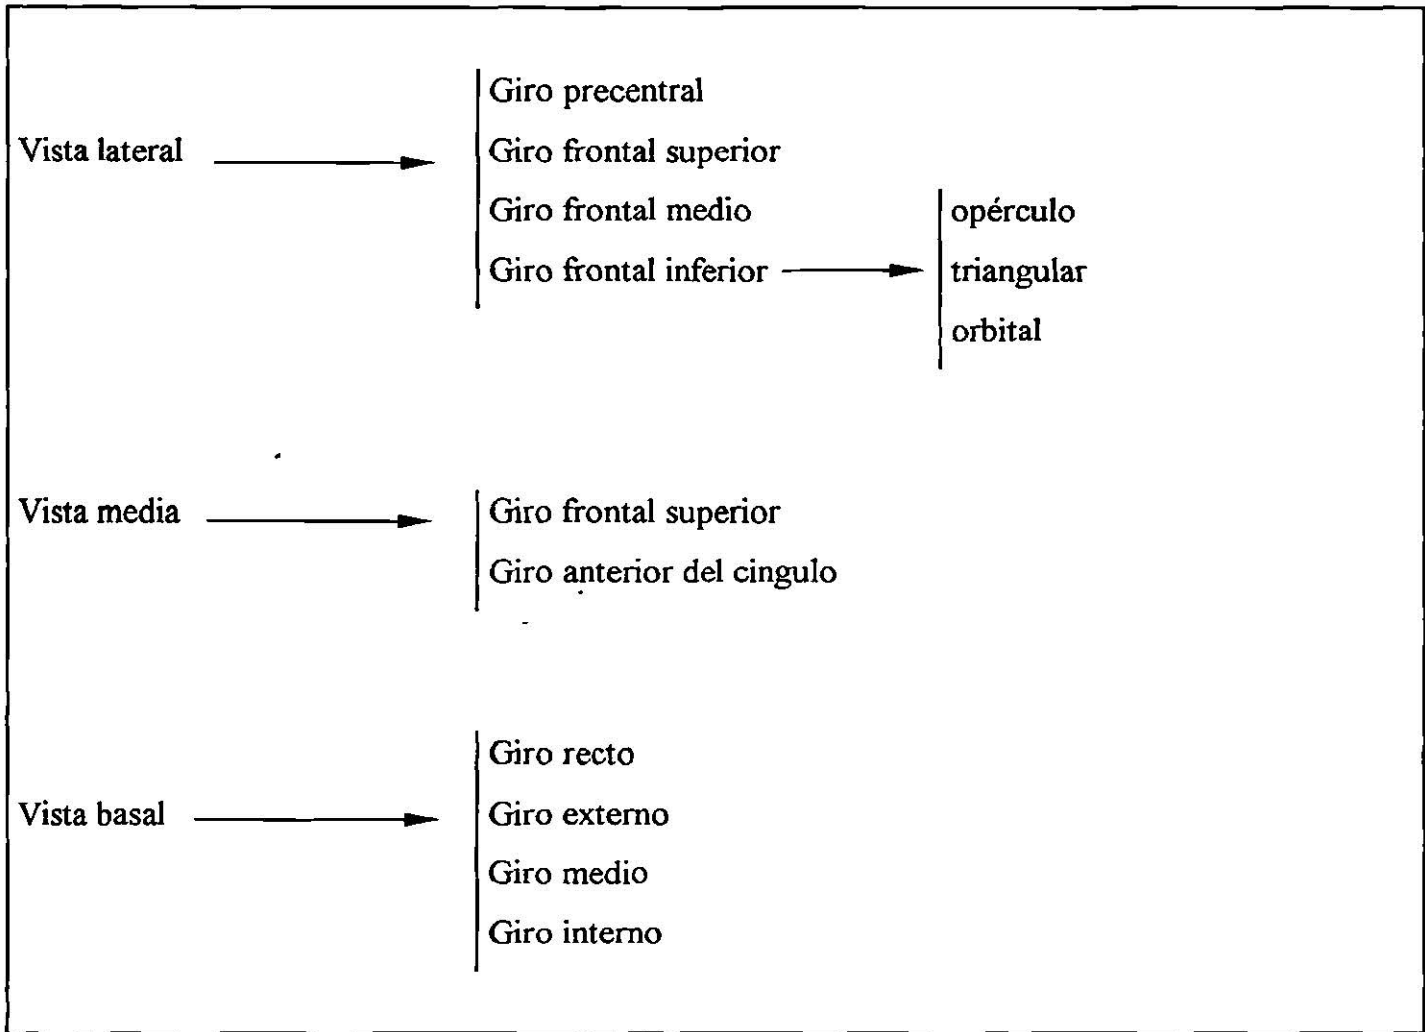 Giro precentral
Vista lateral
Giro frontal superior
Giro frontal medio
opérculo
Giro frontal inferior
triangular
orbital
Vista media
Giro frontal superior
Giro anterior del cingulo
Giro recto
Vista basal
Giro externo
Giro medio
Giro interno